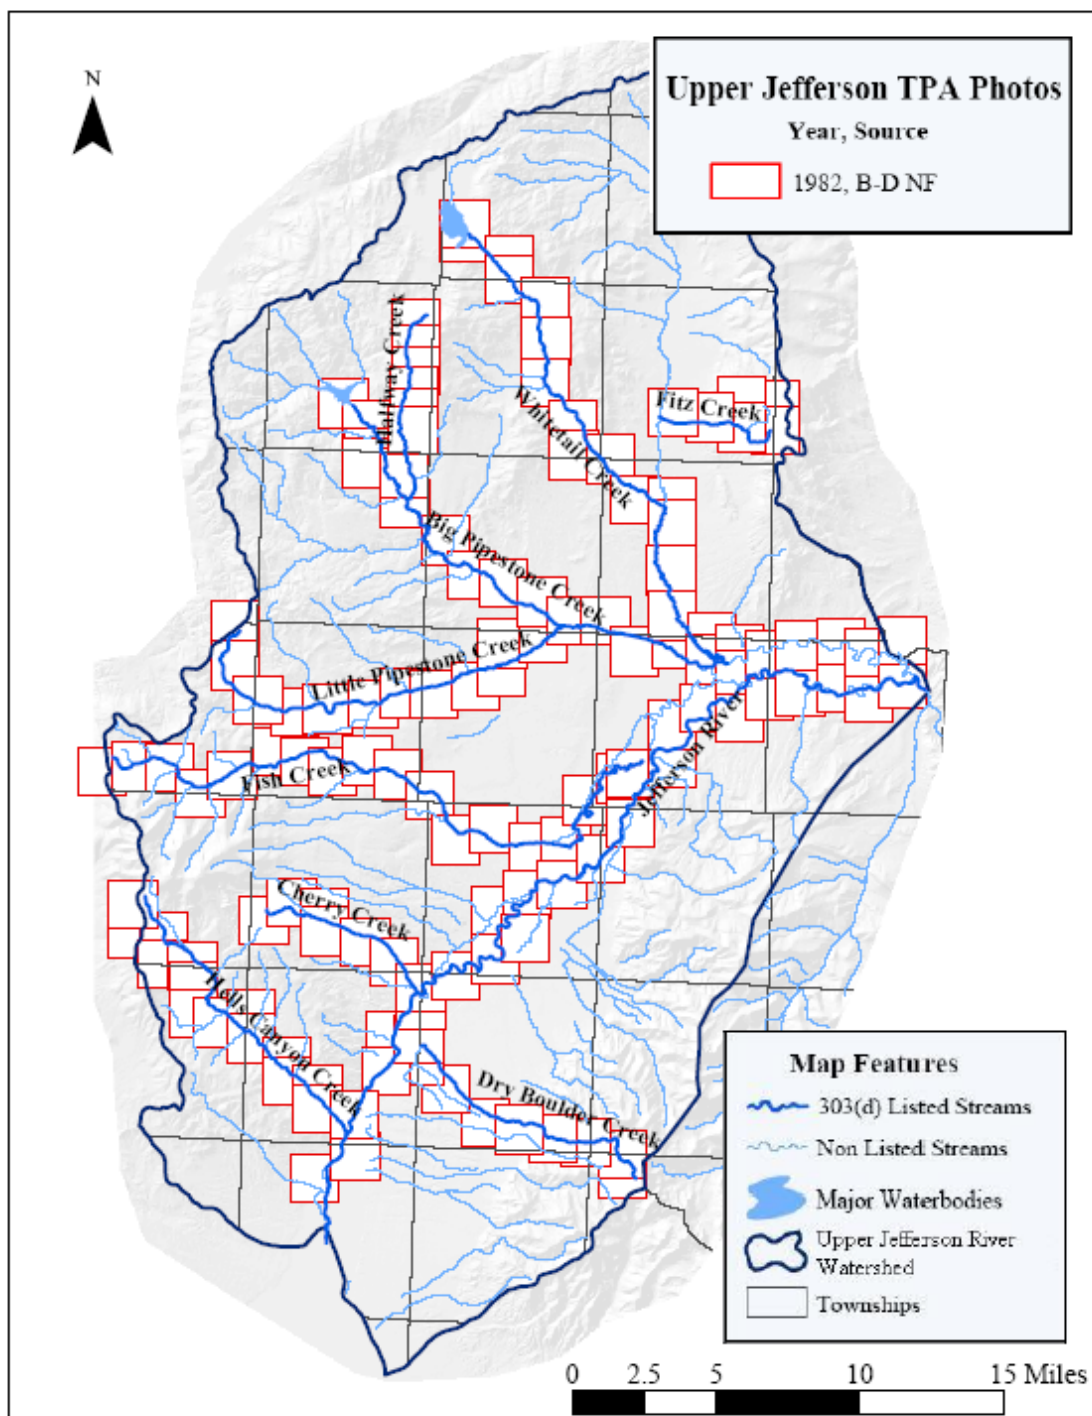 Upper Jefferson TPA Photos
Year, Source
1982, B-D NF
N
Halfway Creek
Whitetail Creek
Fitz Creek
Big Pipestone Creek
Little Pipestone Creek
Fish Creek
Jefferson River
Cherry Creek
Hells Canyon Creek
Dry Boulder Creek
Map Features
303(d) Listed Streams
Non Listed Streams
Major Waterbodies
Upper Jefferson River
Watershed
Townships
0 2.5 5 10 15 Miles